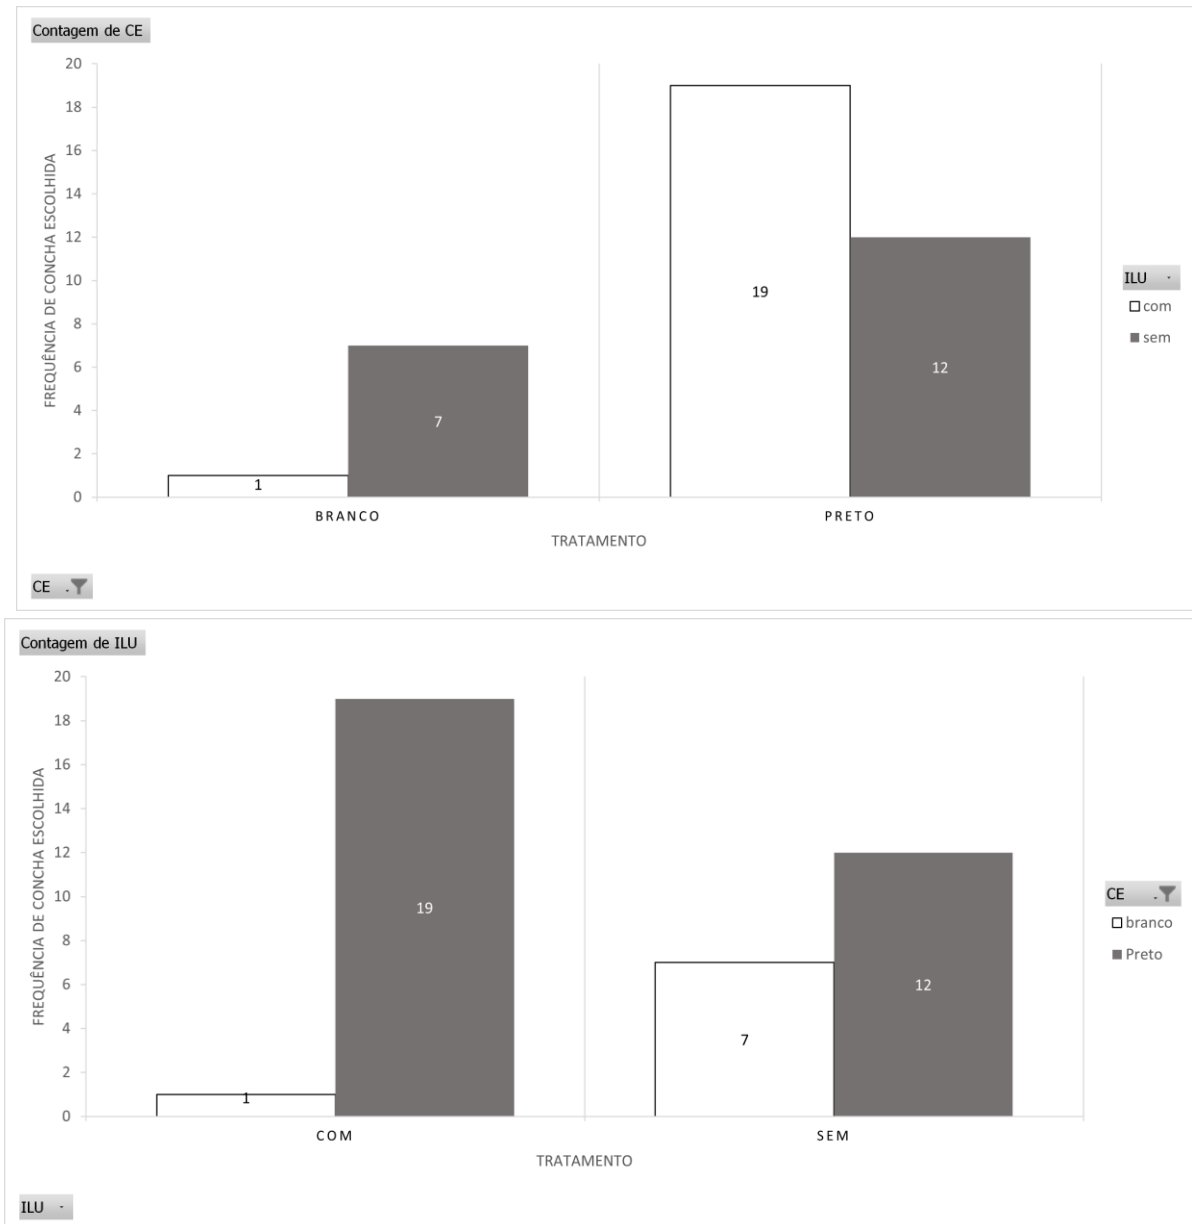 Contagem de CE
20
18
16
14
12
10
8
6
4
2
0
FREQUÊNCIA DE CONCHA ESCOLHIDA
1
7
19
12
BRANCO
PRETO
TRATAMENTO
ILU
com
sem
CE
Contagem de ILU
20
18
16
14
12
10
8
6
4
2
0
FREQUÊNCIA DE CONCHA ESCOLHIDA
1
19
7
12
COM
SEM
TRATAMENTO
CE
branco
Preto
ILU